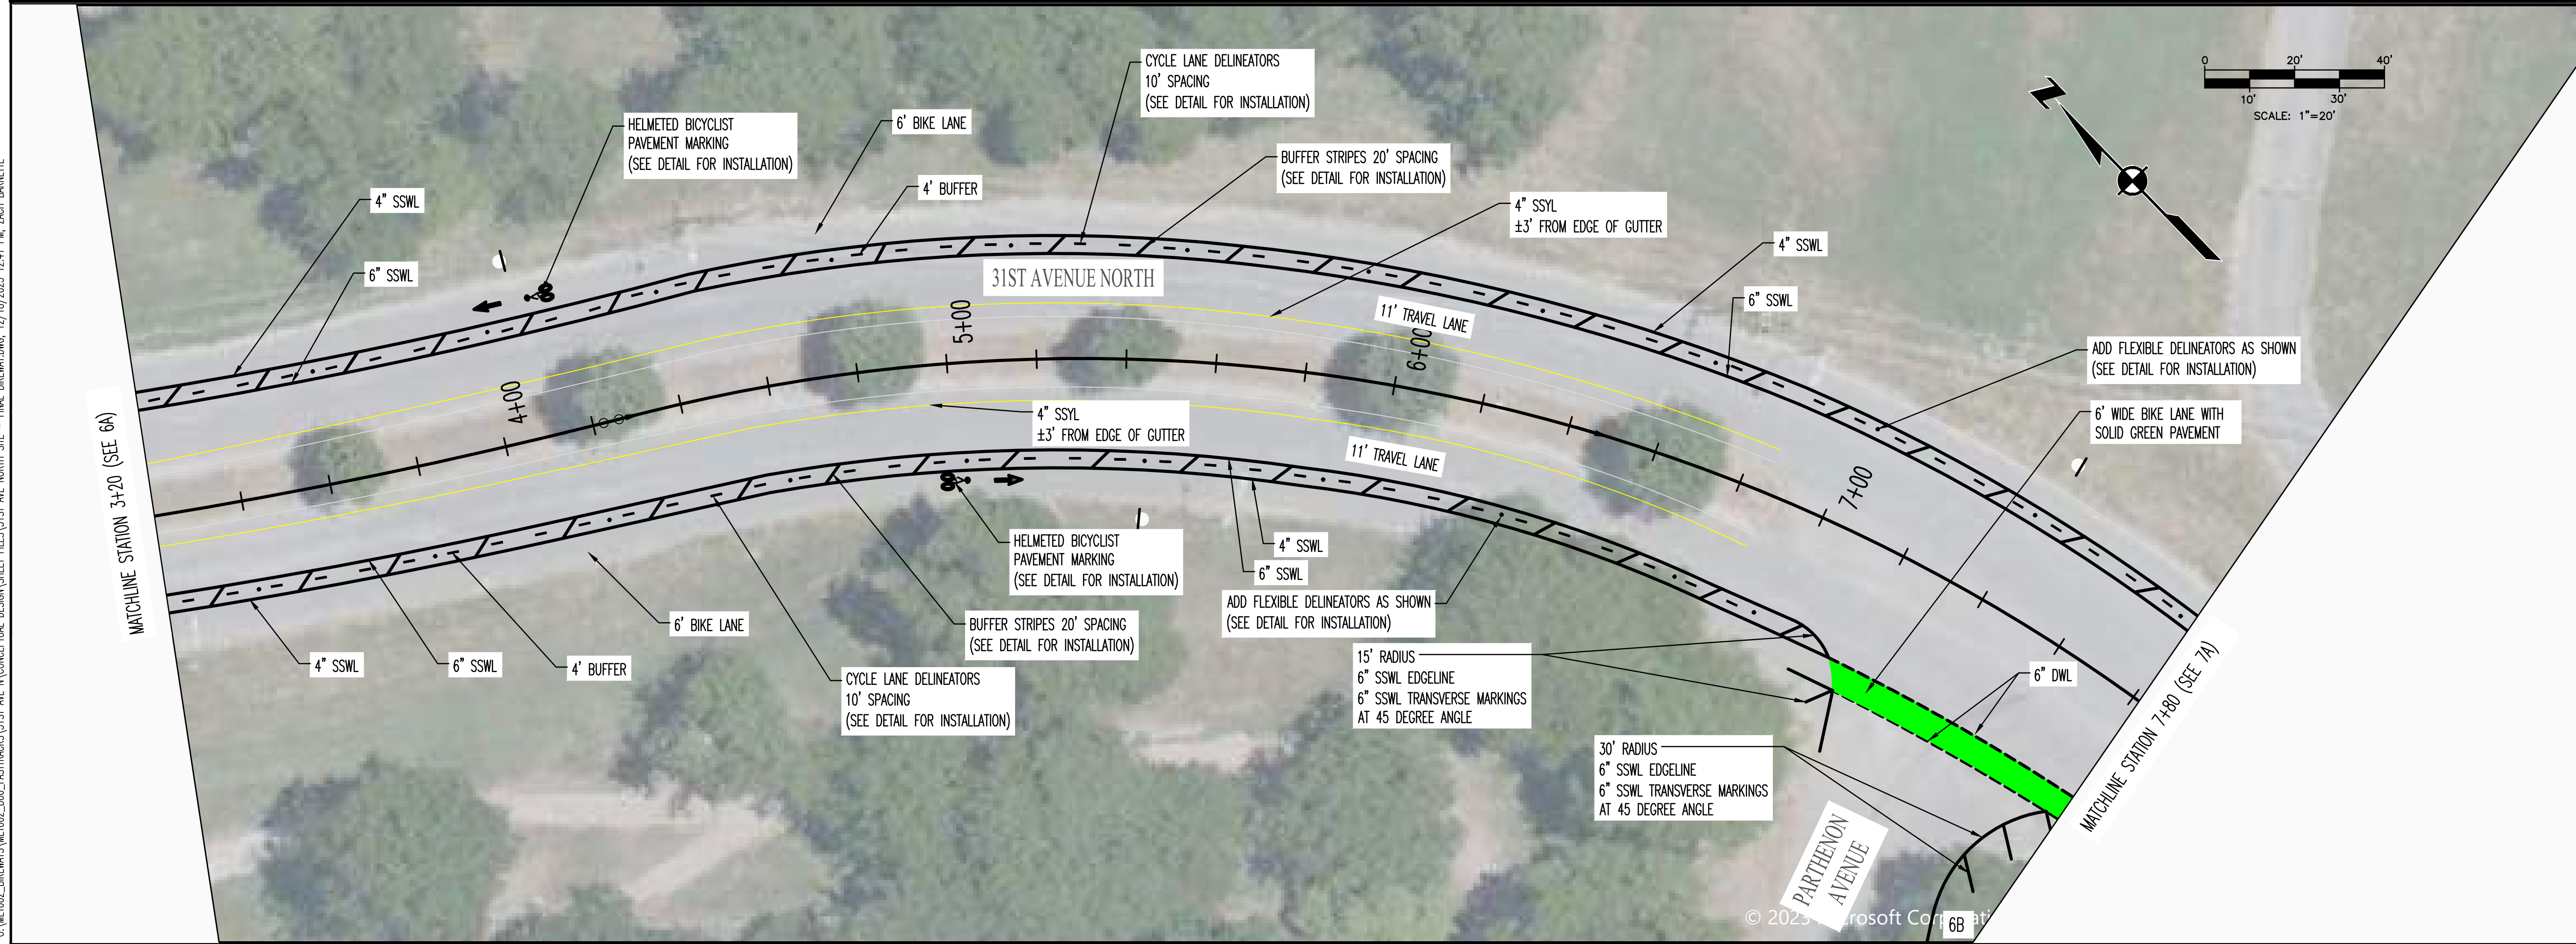 CYCLE LANE DELINEATORS
10' SPACING
(SEE DETAIL FOR INSTALLATION)
0
20'
40'
10'
30'
SCALE: 1"=20'
N
HELMETED BICYCLIST
PAVEMENT MARKING
(SEE DETAIL FOR INSTALLATION)
6' BIKE LANE
BUFFER STRIPES 20' SPACING
(SEE DETAIL FOR INSTALLATION)
4' BUFFER
4" SSWL
4" SSYL
±3' FROM EDGE OF GUTTER
4" SSWL
6" SSWL
31ST AVENUE NORTH
6" SSWL
11' TRAVEL LANE
5+00
6+00
4+00
ADD FLEXIBLE DELINEATORS AS SHOWN
(SEE DETAIL FOR INSTALLATION)
6' WIDE BIKE LANE WITH
SOLID GREEN PAVEMENT
4" SSYL
±3' FROM EDGE OF GUTTER
11' TRAVEL LANE
7+00
MATCHLINE STATION 3+20 (SEE 6A)
HELMETED BICYCLIST
PAVEMENT MARKING
(SEE DETAIL FOR INSTALLATION)
4" SSWL
6" SSWL
ADD FLEXIBLE DELINEATORS AS SHOWN
(SEE DETAIL FOR INSTALLATION)
6' BIKE LANE
BUFFER STRIPES 20' SPACING
(SEE DETAIL FOR INSTALLATION)
4" SSWL
6" SSWL
4' BUFFER
CYCLE LANE DELINEATORS
10' SPACING
(SEE DETAIL FOR INSTALLATION)
15' RADIUS
6" SSWL EDGELINE
6" SSWL TRANSVERSE MARKINGS
AT 45 DEGREE ANGLE
6" DWL
MATCHLINE STATION 7+80 (SEE 7A)
30' RADIUS
6" SSWL EDGELINE
6" SSWL TRANSVERSE MARKINGS
AT 45 DEGREE ANGLE
PARTHENON
AVENUE
© 2023
6B